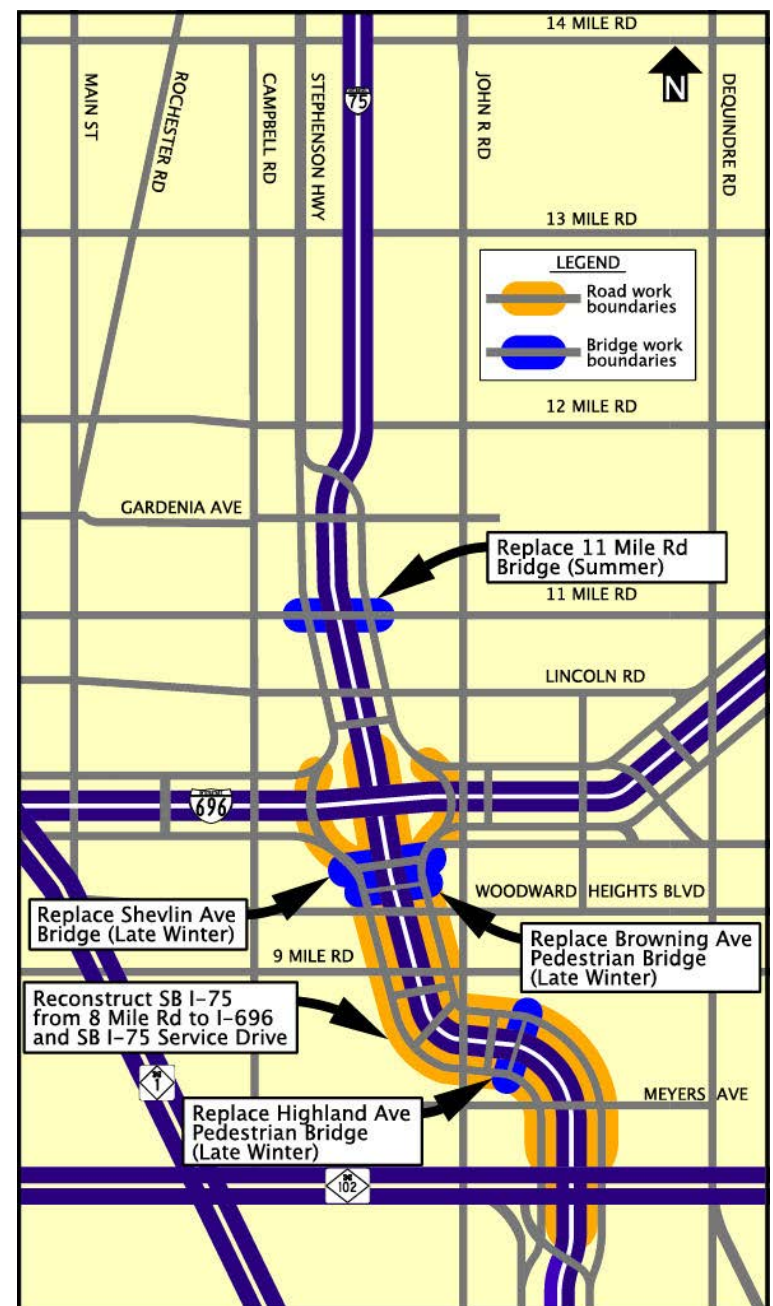 14 MILE RD
N
MAIN ST
ROCHESTER RD
CAMPBELL RD
STEPHENSON HWY
75
JOHN R RD
DEQUINDRE RD
13 MILE RD
LEGEND
Road work
boundaries
Bridge work
boundaries
12 MILE RD
GARDENIA AVE
Replace 11 Mile Rd
Bridge (Summer)
11 MILE RD
LINCOLN RD
696
WOODWARD HEIGHTS BLVD
Replace Shevlin Ave
Bridge (Late Winter)
Replace Browning Ave
Pedestrian Bridge
(Late Winter)
9 MILE RD
Reconstruct SB I-75
from 8 Mile Rd to I-696
and SB I-75 Service Drive
M
1
MEYERS AVE
Replace Highland Ave
Pedestrian Bridge
(Late Winter)
M
102